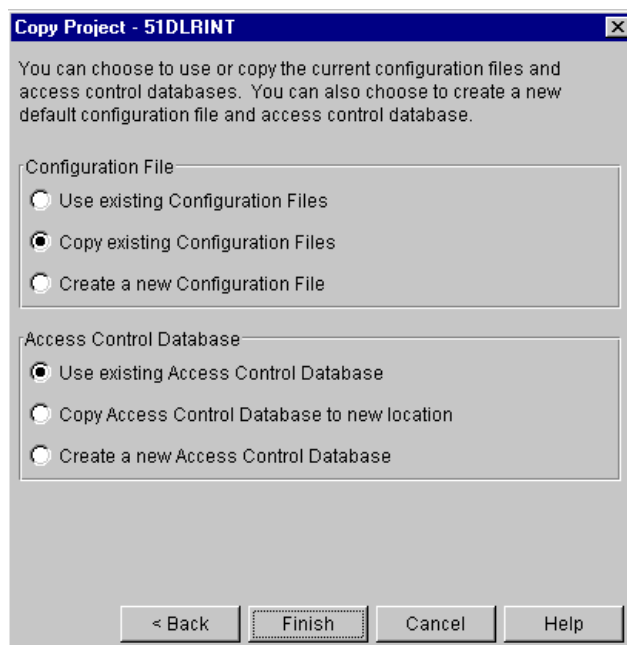 Copy Project - 51DLRINT
You can choose to use or copy the current configuration files and
access control databases. You can also choose to create a new
default configuration file and access control database.
Configuration File
Use existing Configuration Files
Copy existing Configuration Files
Create a new Configuration File
Access Control Database
Use existing Access Control Database
Copy Access Control Database to new location
Create a new Access Control Database
< Back Finish Cancel Help